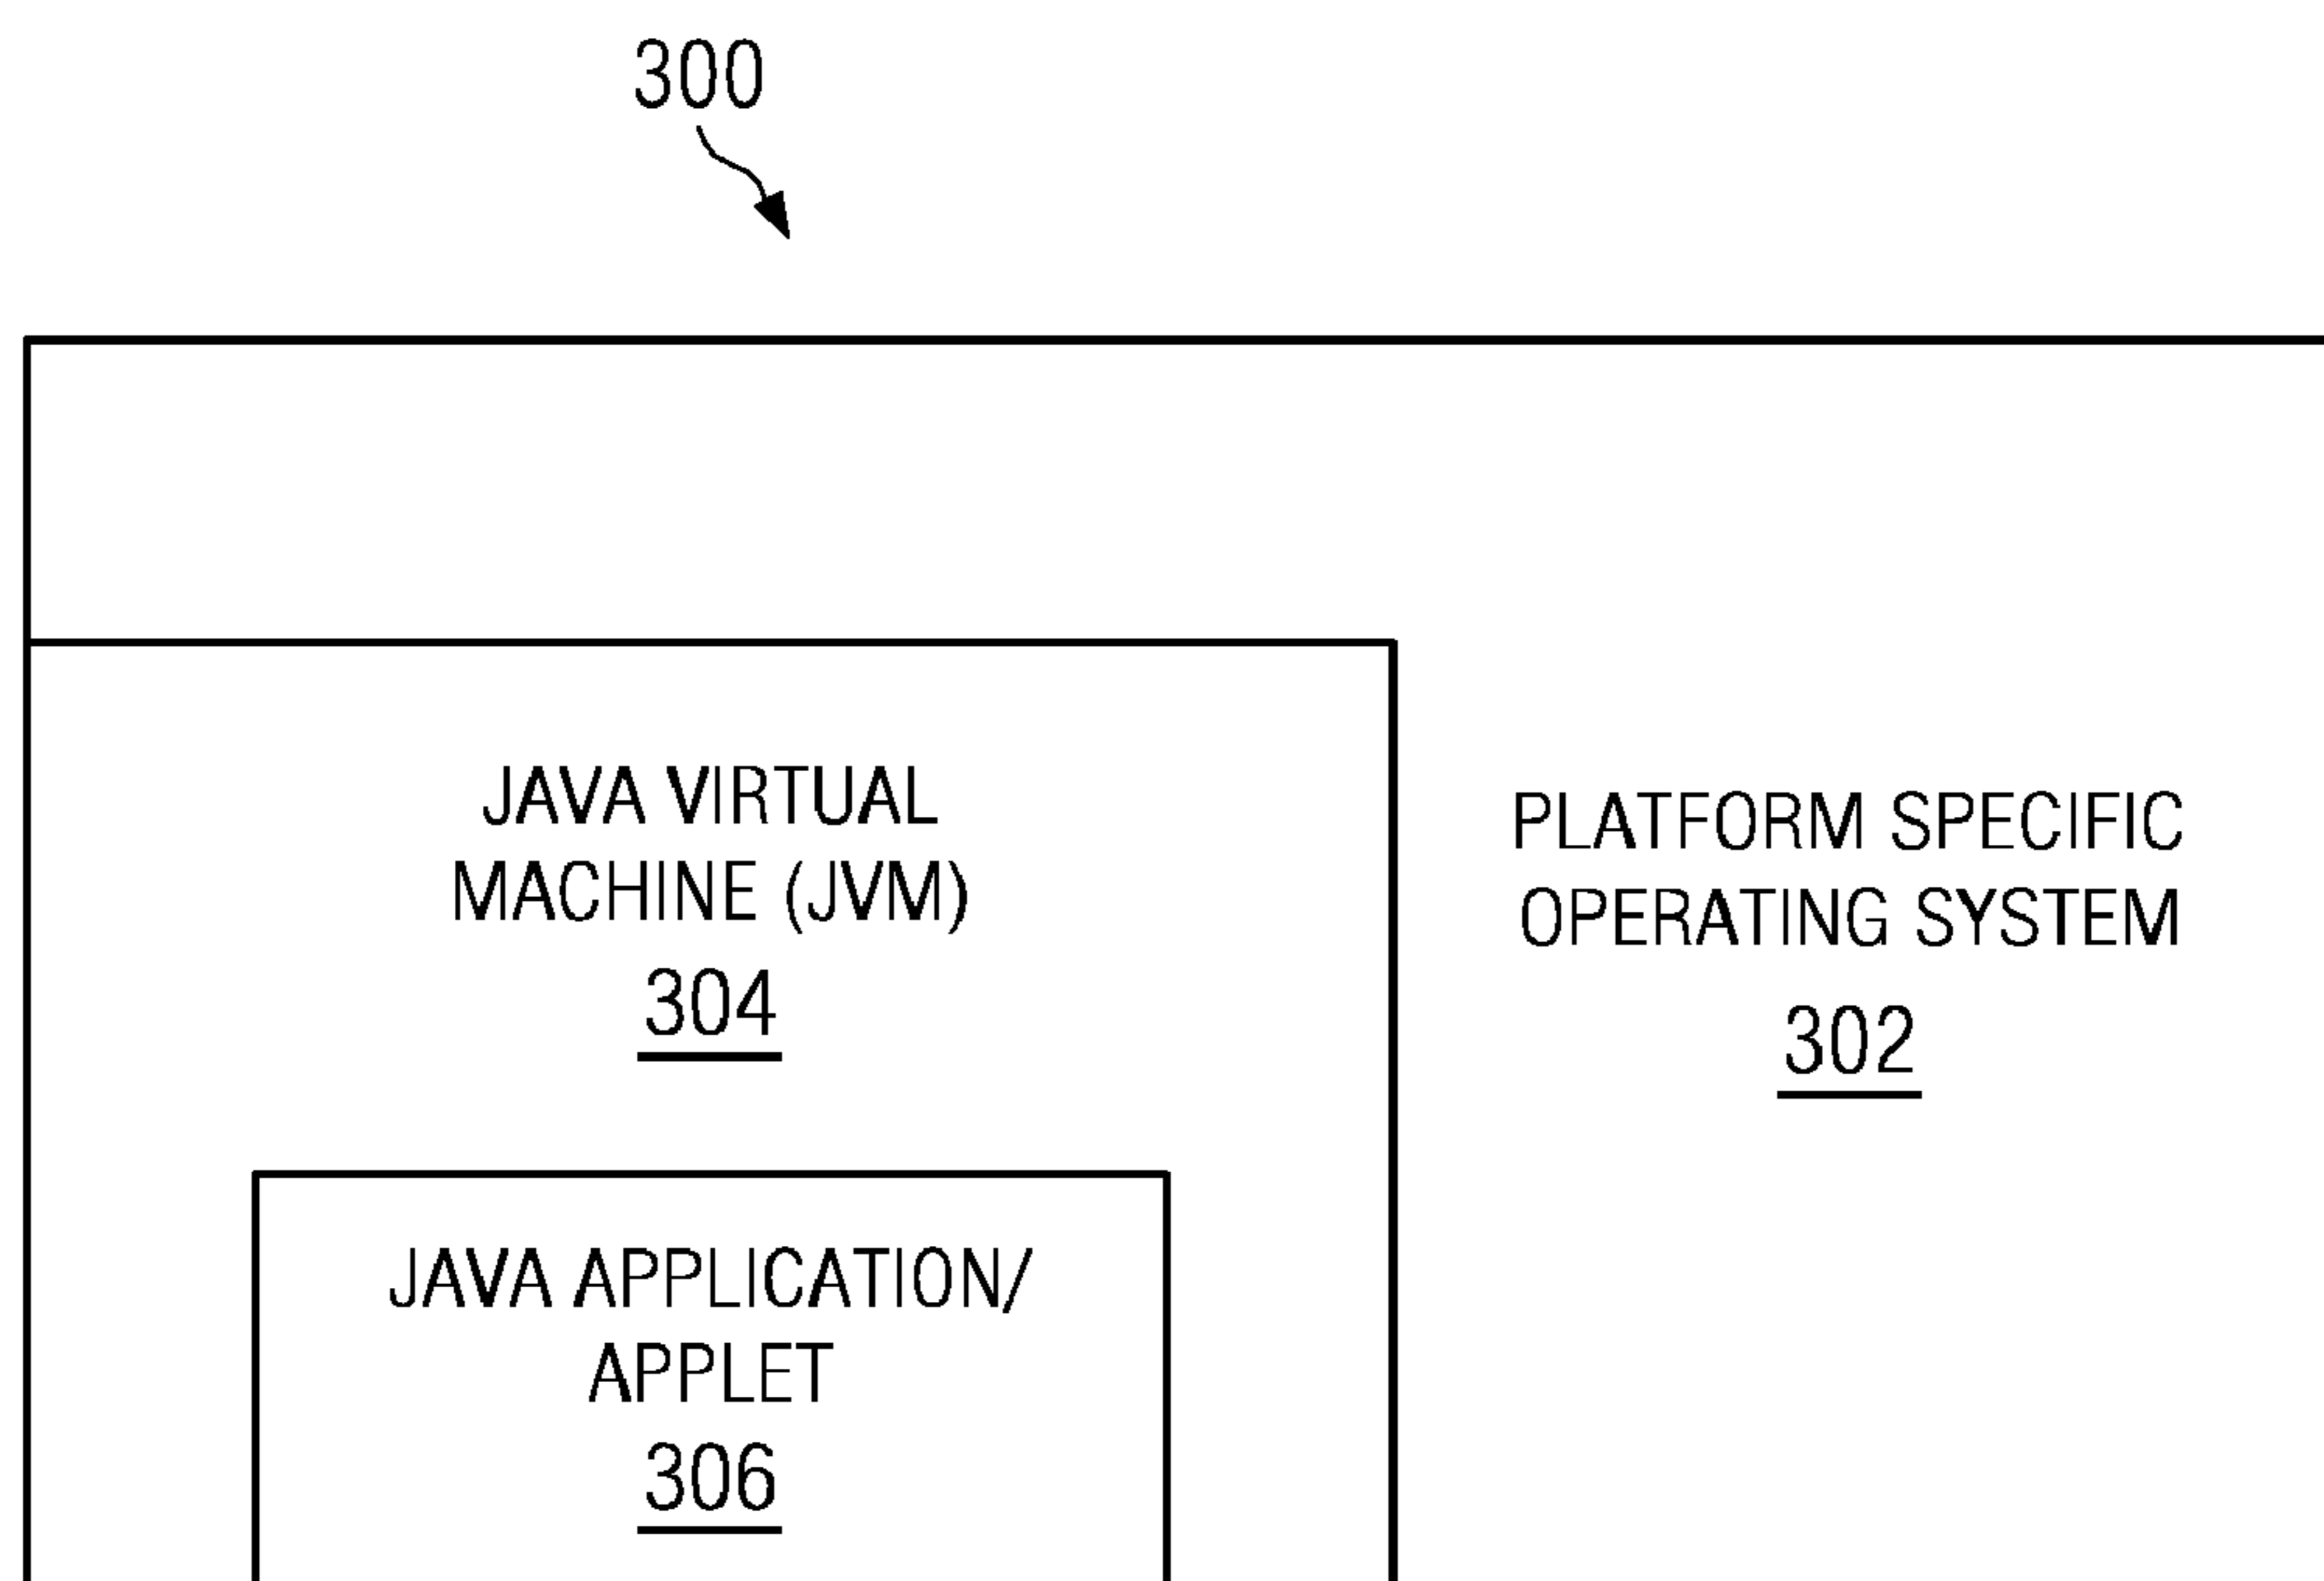 300
JAVA VIRTUAL
MACHINE (JVM)
304
PLATFORM SPECIFIC
OPERATING SYSTEM
302
JAVA APPLICATION/
APPLET
306